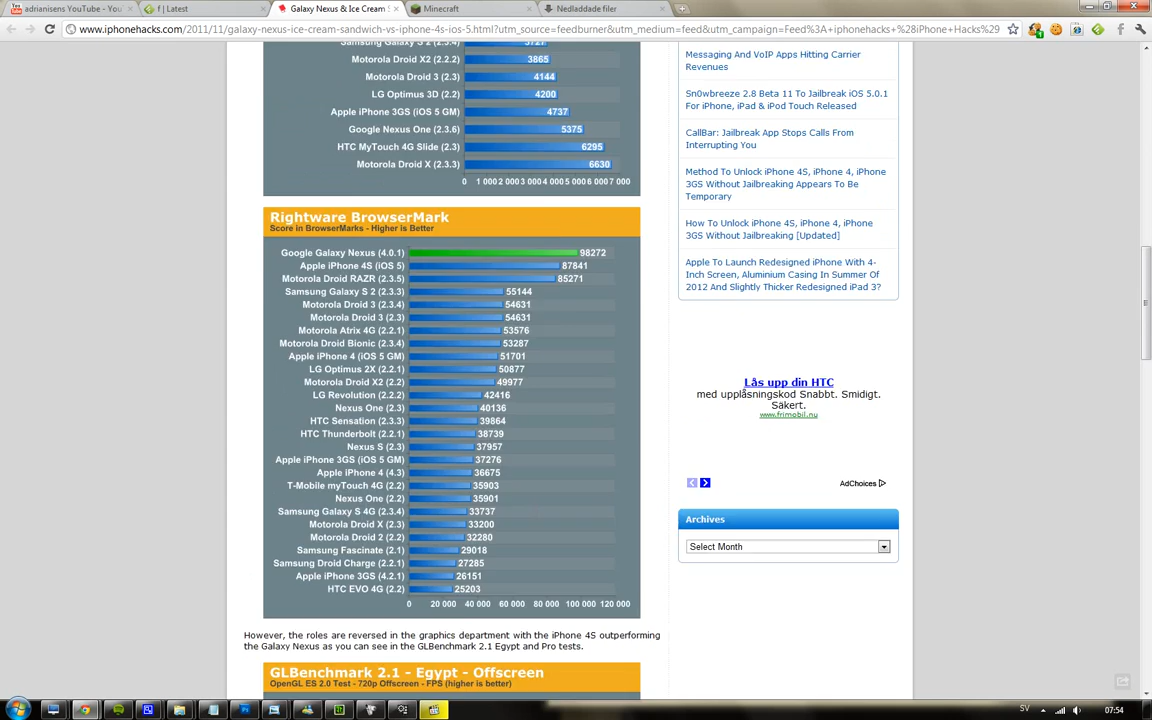 adrianisens YouTube - You
f | Latest
Galaxy Nexus & Ice Cream
Minecraft
Nedladdade filer
www.iphonehacks.com/2011/11/galaxy-nexus-ice-cream-sandwich-vs-iphone-4s-ios-5.html?utm_source=feedburner&utm_medium=feed&utm_campaign=Feed%3A+iphonehacks+%28iPhone+Hacks%29
Samsung Galaxy S 2 (2.3.4) 3727
Motorola Droid X2 (2.2.2) 3865
Motorola Droid 3 (2.3) 4144
LG Optimus 3D (2.2) 4200
Apple iPhone 3GS (iOS 5 GM) 4737
Google Nexus One (2.3.6) 5375
HTC MyTouch 4G Slide (2.3) 6295
Motorola Droid X (2.3.3) 6630
0 1 000 2 000 3 000 4 000 5 000 6 000 7 000
Rightware BrowserMark
Score in BrowserMarks - Higher is Better
Google Galaxy Nexus (4.0.1) 98272
Apple iPhone 4S (iOS 5) 87841
Motorola Droid RAZR (2.3.5) 85271
Samsung Galaxy S 2 (2.3.3) 55144
Motorola Droid 3 (2.3.4) 54631
Motorola Droid 3 (2.3) 54631
Motorola Atrix 4G (2.2.1) 53576
Motorola Droid Bionic (2.3.4) 53287
Apple iPhone 4 (iOS 5 GM) 51701
LG Optimus 2X (2.2.1) 50877
Motorola Droid X2 (2.2) 49977
LG Revolution (2.2.2) 42416
Nexus One (2.3) 40136
HTC Sensation (2.3.3) 39864
HTC Thunderbolt (2.2.1) 38739
Nexus S (2.3) 37957
Apple iPhone 3GS (iOS 5 GM) 37276
Apple iPhone 4 (4.3) 36675
T-Mobile myTouch 4G (2.2) 35903
Nexus One (2.2) 35901
Samsung Galaxy S 4G (2.3.4) 33737
Motorola Droid X (2.3) 33200
Motorola Droid 2 (2.2) 32280
Samsung Fascinate (2.1) 29018
Samsung Droid Charge (2.2.1) 27285
Apple iPhone 3GS (4.2.1) 26151
HTC EVO 4G (2.2) 25203
0 20 000 40 000 60 000 80 000 100 000 120 000
However, the roles are reversed in the graphics department with the iPhone 4S outperforming
the Galaxy Nexus as you can see in the GLBenchmark 2.1 Egypt and Pro tests.
GLBenchmark 2.1 - Egypt - Offscreen
OpenGL ES 2.0 Test - 720p Offscreen - FPS (higher is better)
Messaging And VoIP Apps Hitting Carrier
Revenues
Sn0wbreeze 2.8 Beta 11 To Jailbreak iOS 5.0.1
For iPhone, iPad & iPod Touch Released
CallBar: Jailbreak App Stops Calls From
Interrupting You
Method To Unlock iPhone 4S, iPhone 4, iPhone
3GS Without Jailbreaking Appears To Be
Temporary
How To Unlock iPhone 4S, iPhone 4, iPhone
3GS Without Jailbreaking [Updated]
Apple To Launch Redesigned iPhone With 4-
Inch Screen, Aluminium Casing In Summer Of
2012 And Slightly Thicker Redesigned iPad 3?
Lås upp din HTC
med upplåsningskod Snabbt. Smidigt.
Säkert.
www.frimobil.nu
AdChoices
Archives
Select Month
SV
07:54